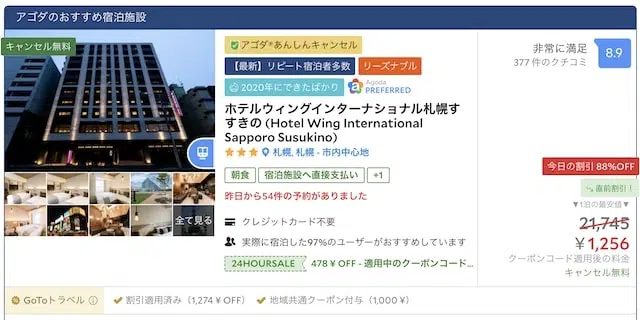 アゴダのおすすめ宿泊施設
キャンセル無料
アゴダ®あんしんキャンセル
【最新】リピート宿泊者多数
リーズナブル
2020年にできたばかり
Agoda
PREFERRED
ホテルウィングインターナショナル札幌す
すきの (Hotel Wing International
Sapporo Susukino)
札幌, 札幌 - 市内中心地
朝食
宿泊施設へ直接支払い
+1
昨日から54件の予約がありました
全て見る
クレジットカード不要
実際に宿泊した97%のユーザーがおすすめしています
24HOURSALE
478 ¥ OFF - 適用中のクーポンコード...
非常に満足
8.9
377 件のクチコミ
今日の割引 88%OFF
直前割引！
▼1泊の最安値▼
21,745
¥1,256
クーポンコード適用後の料金
キャンセル無料
GoToトラベル
割引適用済み（1,274 ¥ OFF）
地域共通クーポン付与（1,000 ¥）